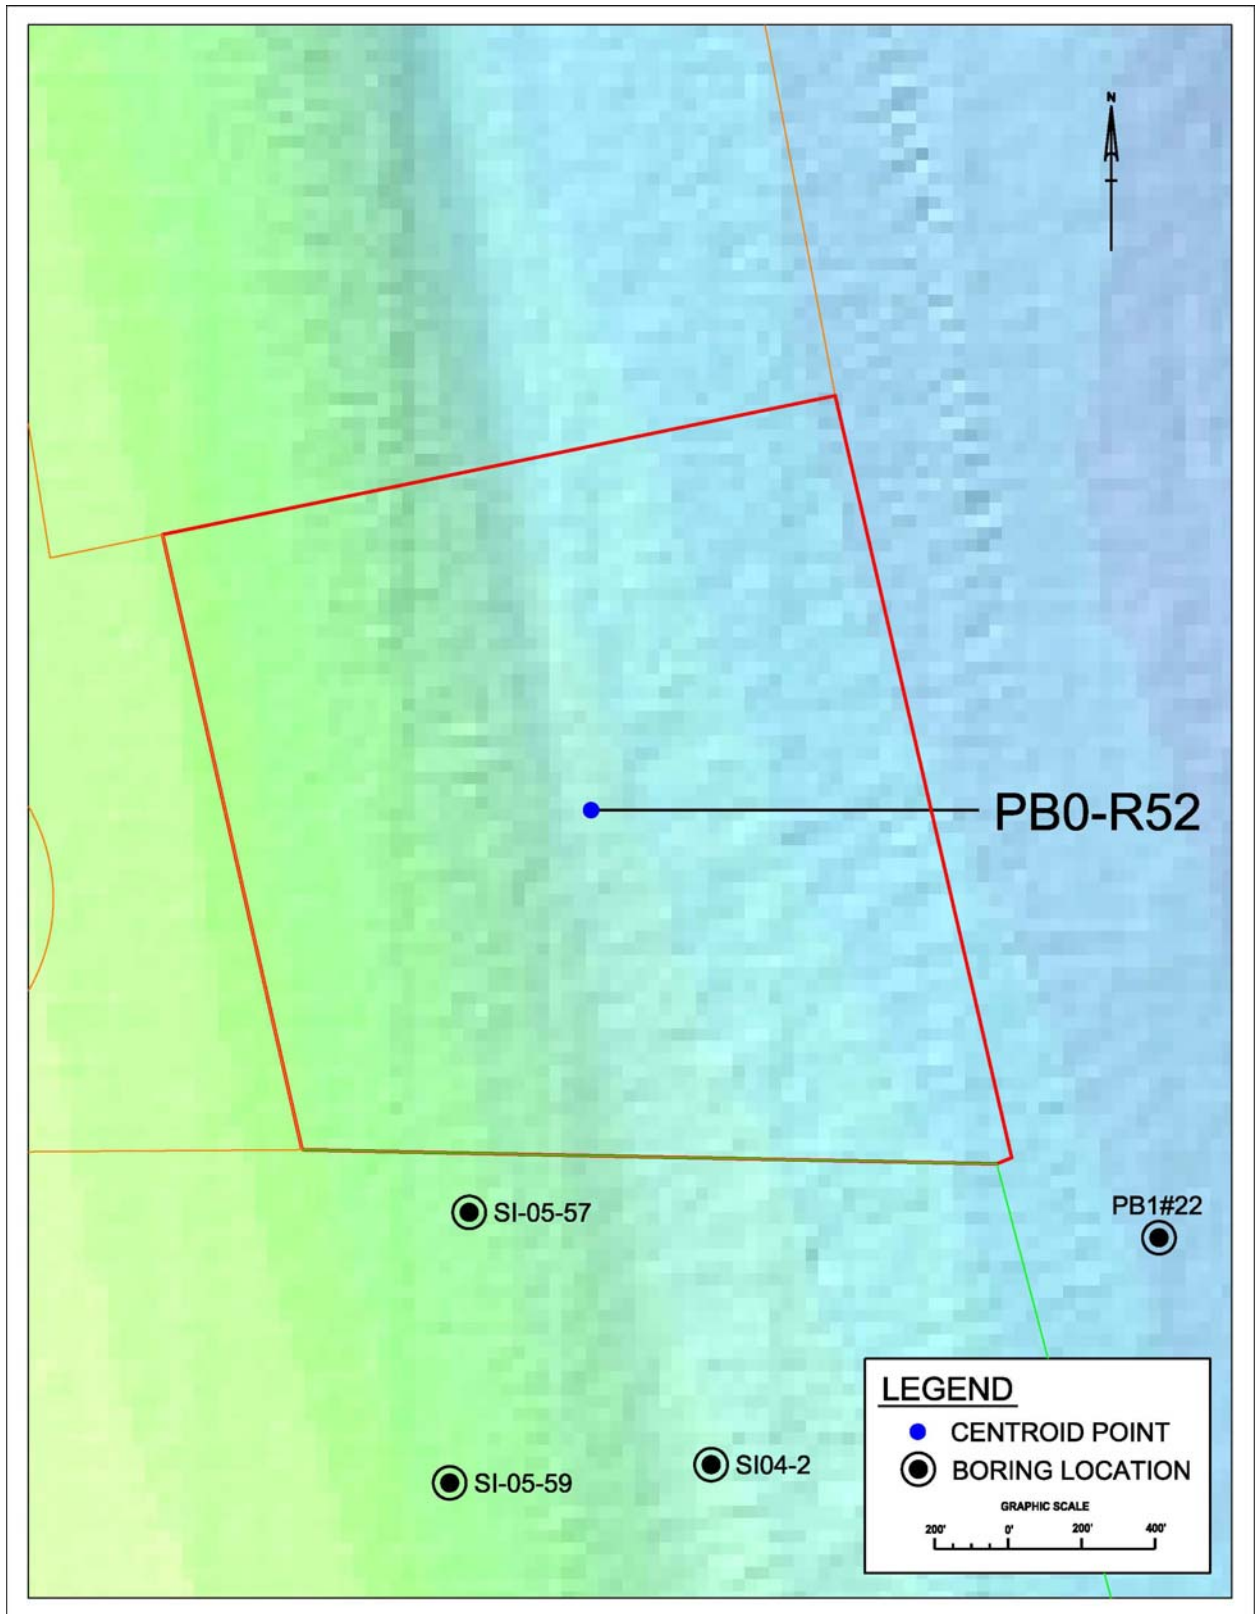 N
PB0-R52
SI-05-57
PB1#22
SI-05-59
SI04-2
LEGEND
CENTROID POINT
BORING LOCATION
GRAPHIC SCALE
200' 0' 200' 400'